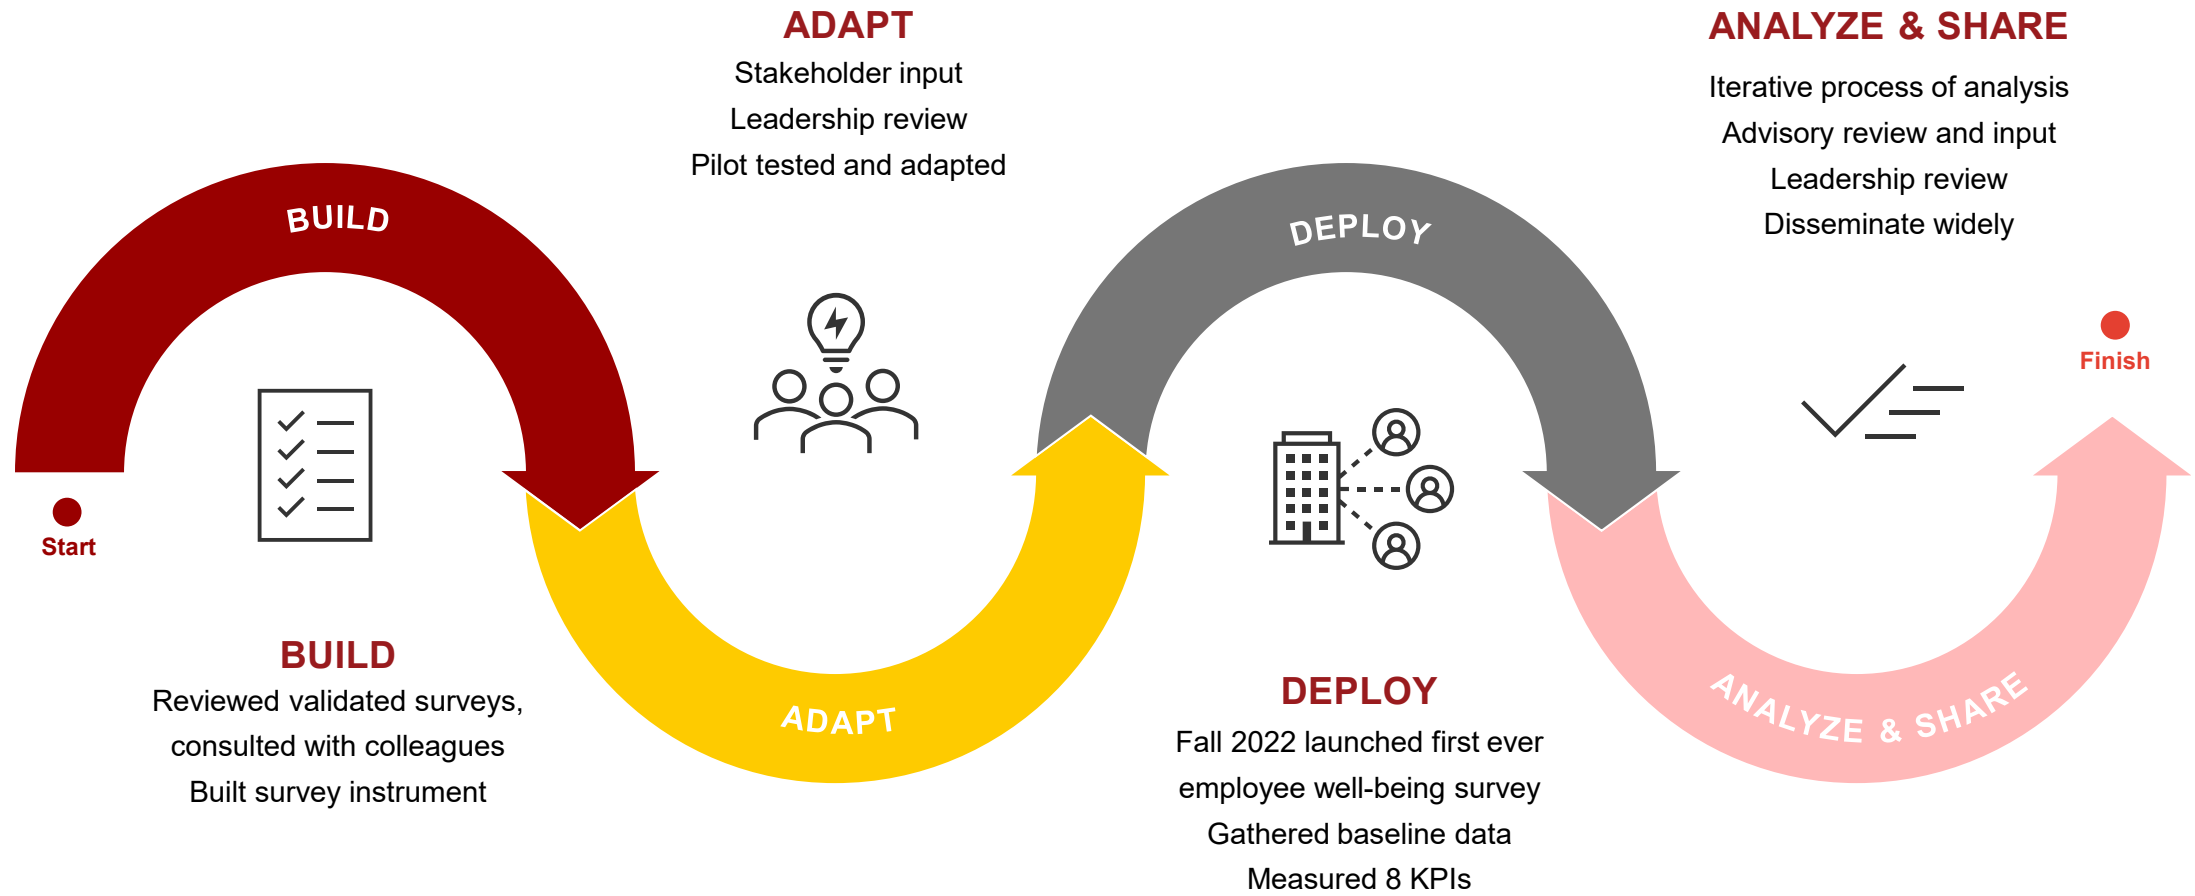 Start
BUILD
BUILD
Reviewed validated surveys,
consulted with colleagues
Built survey instrument
ADAPT
Stakeholder input
Leadership review
Pilot tested and adapted
ADAPT
DEPLOY
DEPLOY
Fall 2022 launched first ever
employee well-being survey
Gathered baseline data
Measured 8 KPIs
ANALYZE & SHARE
Iterative process of analysis
Advisory review and input
Leadership review
Disseminate widely
ANALYZE & SHARE
Finish